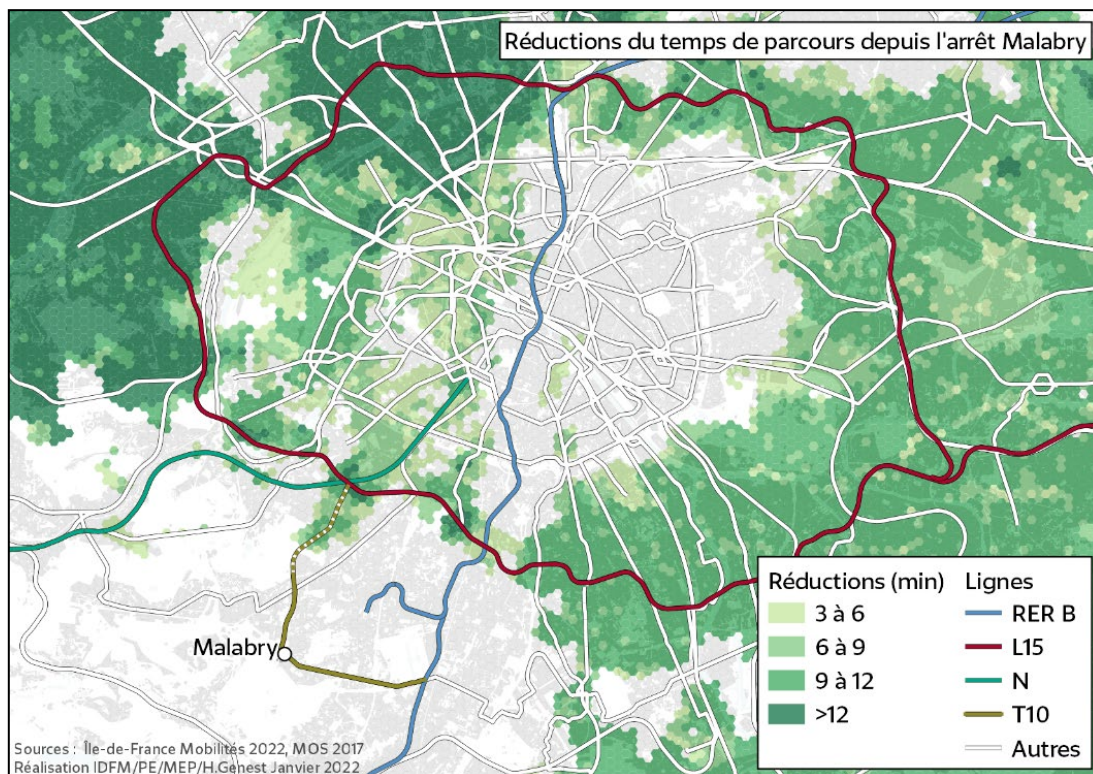 Réductions du temps de parcours depuis l'arrêt Malabry
Malabry
Réductions (min)
3 à 6
6 à 9
9 à 12
>12
Lignes
RER B
L15
N
T10
Autres
Sources : Île-de-France Mobilités 2022, MOS 2017
Réalisation IDFM/PE/MEP/H.Genest Janvier 2022